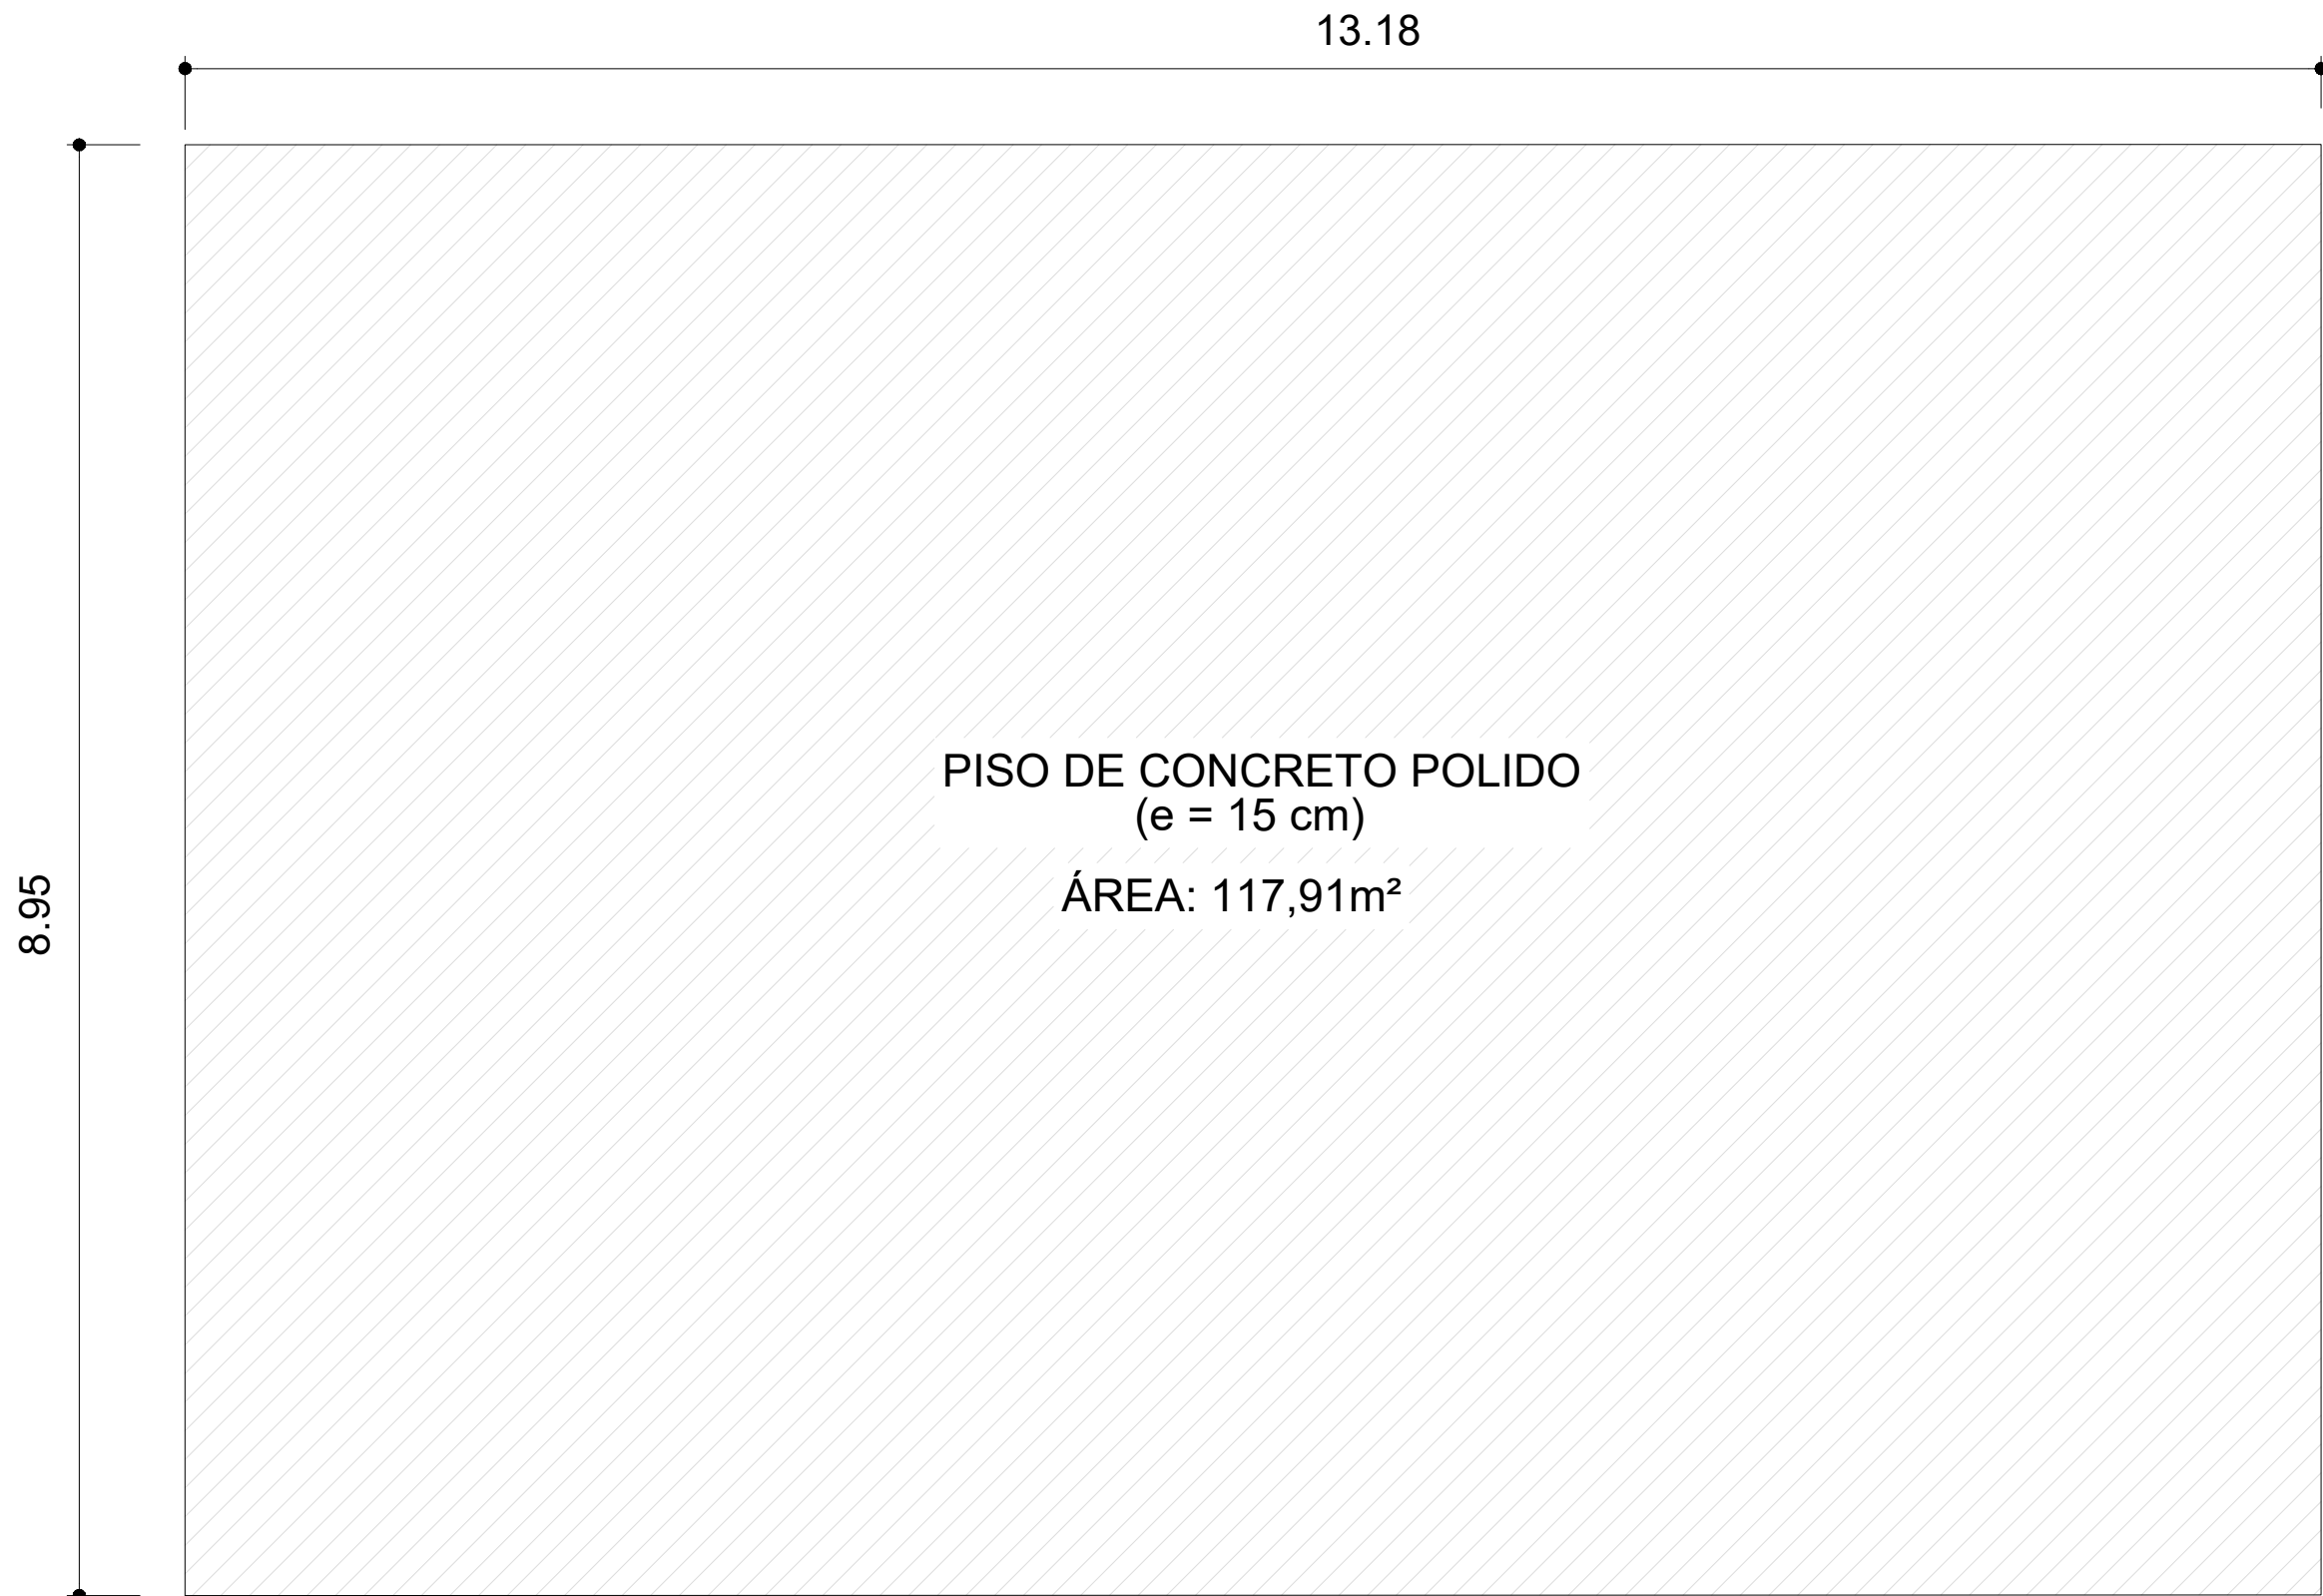 13.18
8.95
PISO DE CONCRETO POLIDO
(e = 15 cm)
ÁREA: 117,91m²